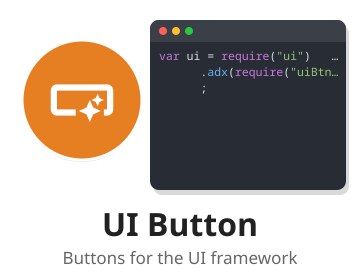 var ui = require("ui") …
.adx(require("uiBtn…
;
UI Button
Buttons for the UI framework